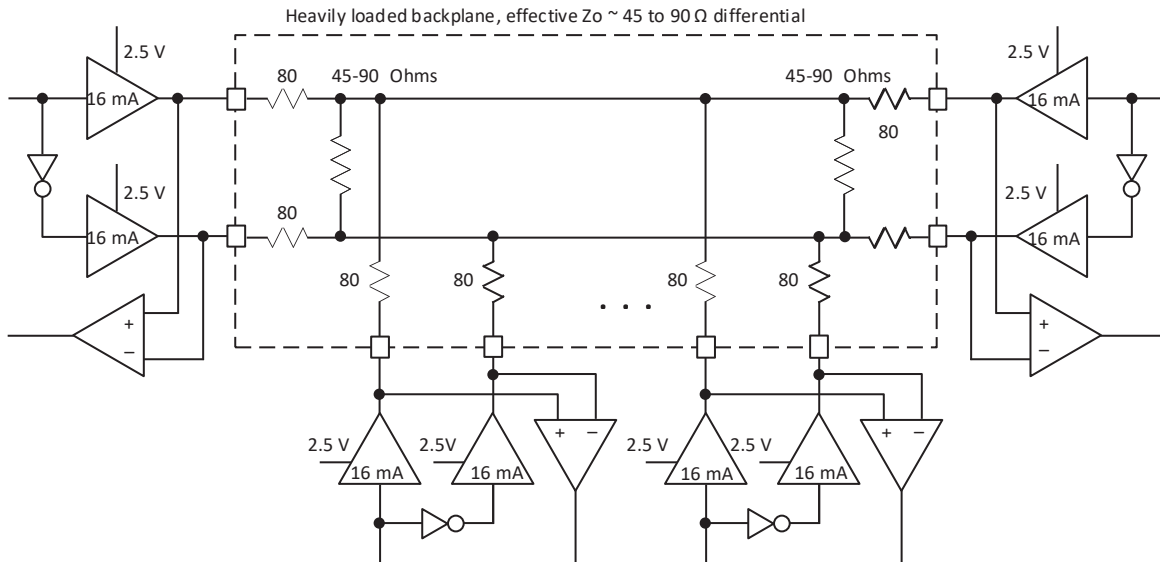 Heavily loaded backplane, effective Zo ~ 45 to 90 Ω differential
2.5 V
2.5 V
80
45-90 Ohms
45-90 Ohms
16 mA
16 mA
80
2.5 V
2.5 V
80
16 mA
16 mA
80
80
80
80
+
−
. . .
+
−
2.5 V
+ −
2.5V
2.5 V
+ −
2.5 V
16 mA
16 mA
16 mA
16 mA